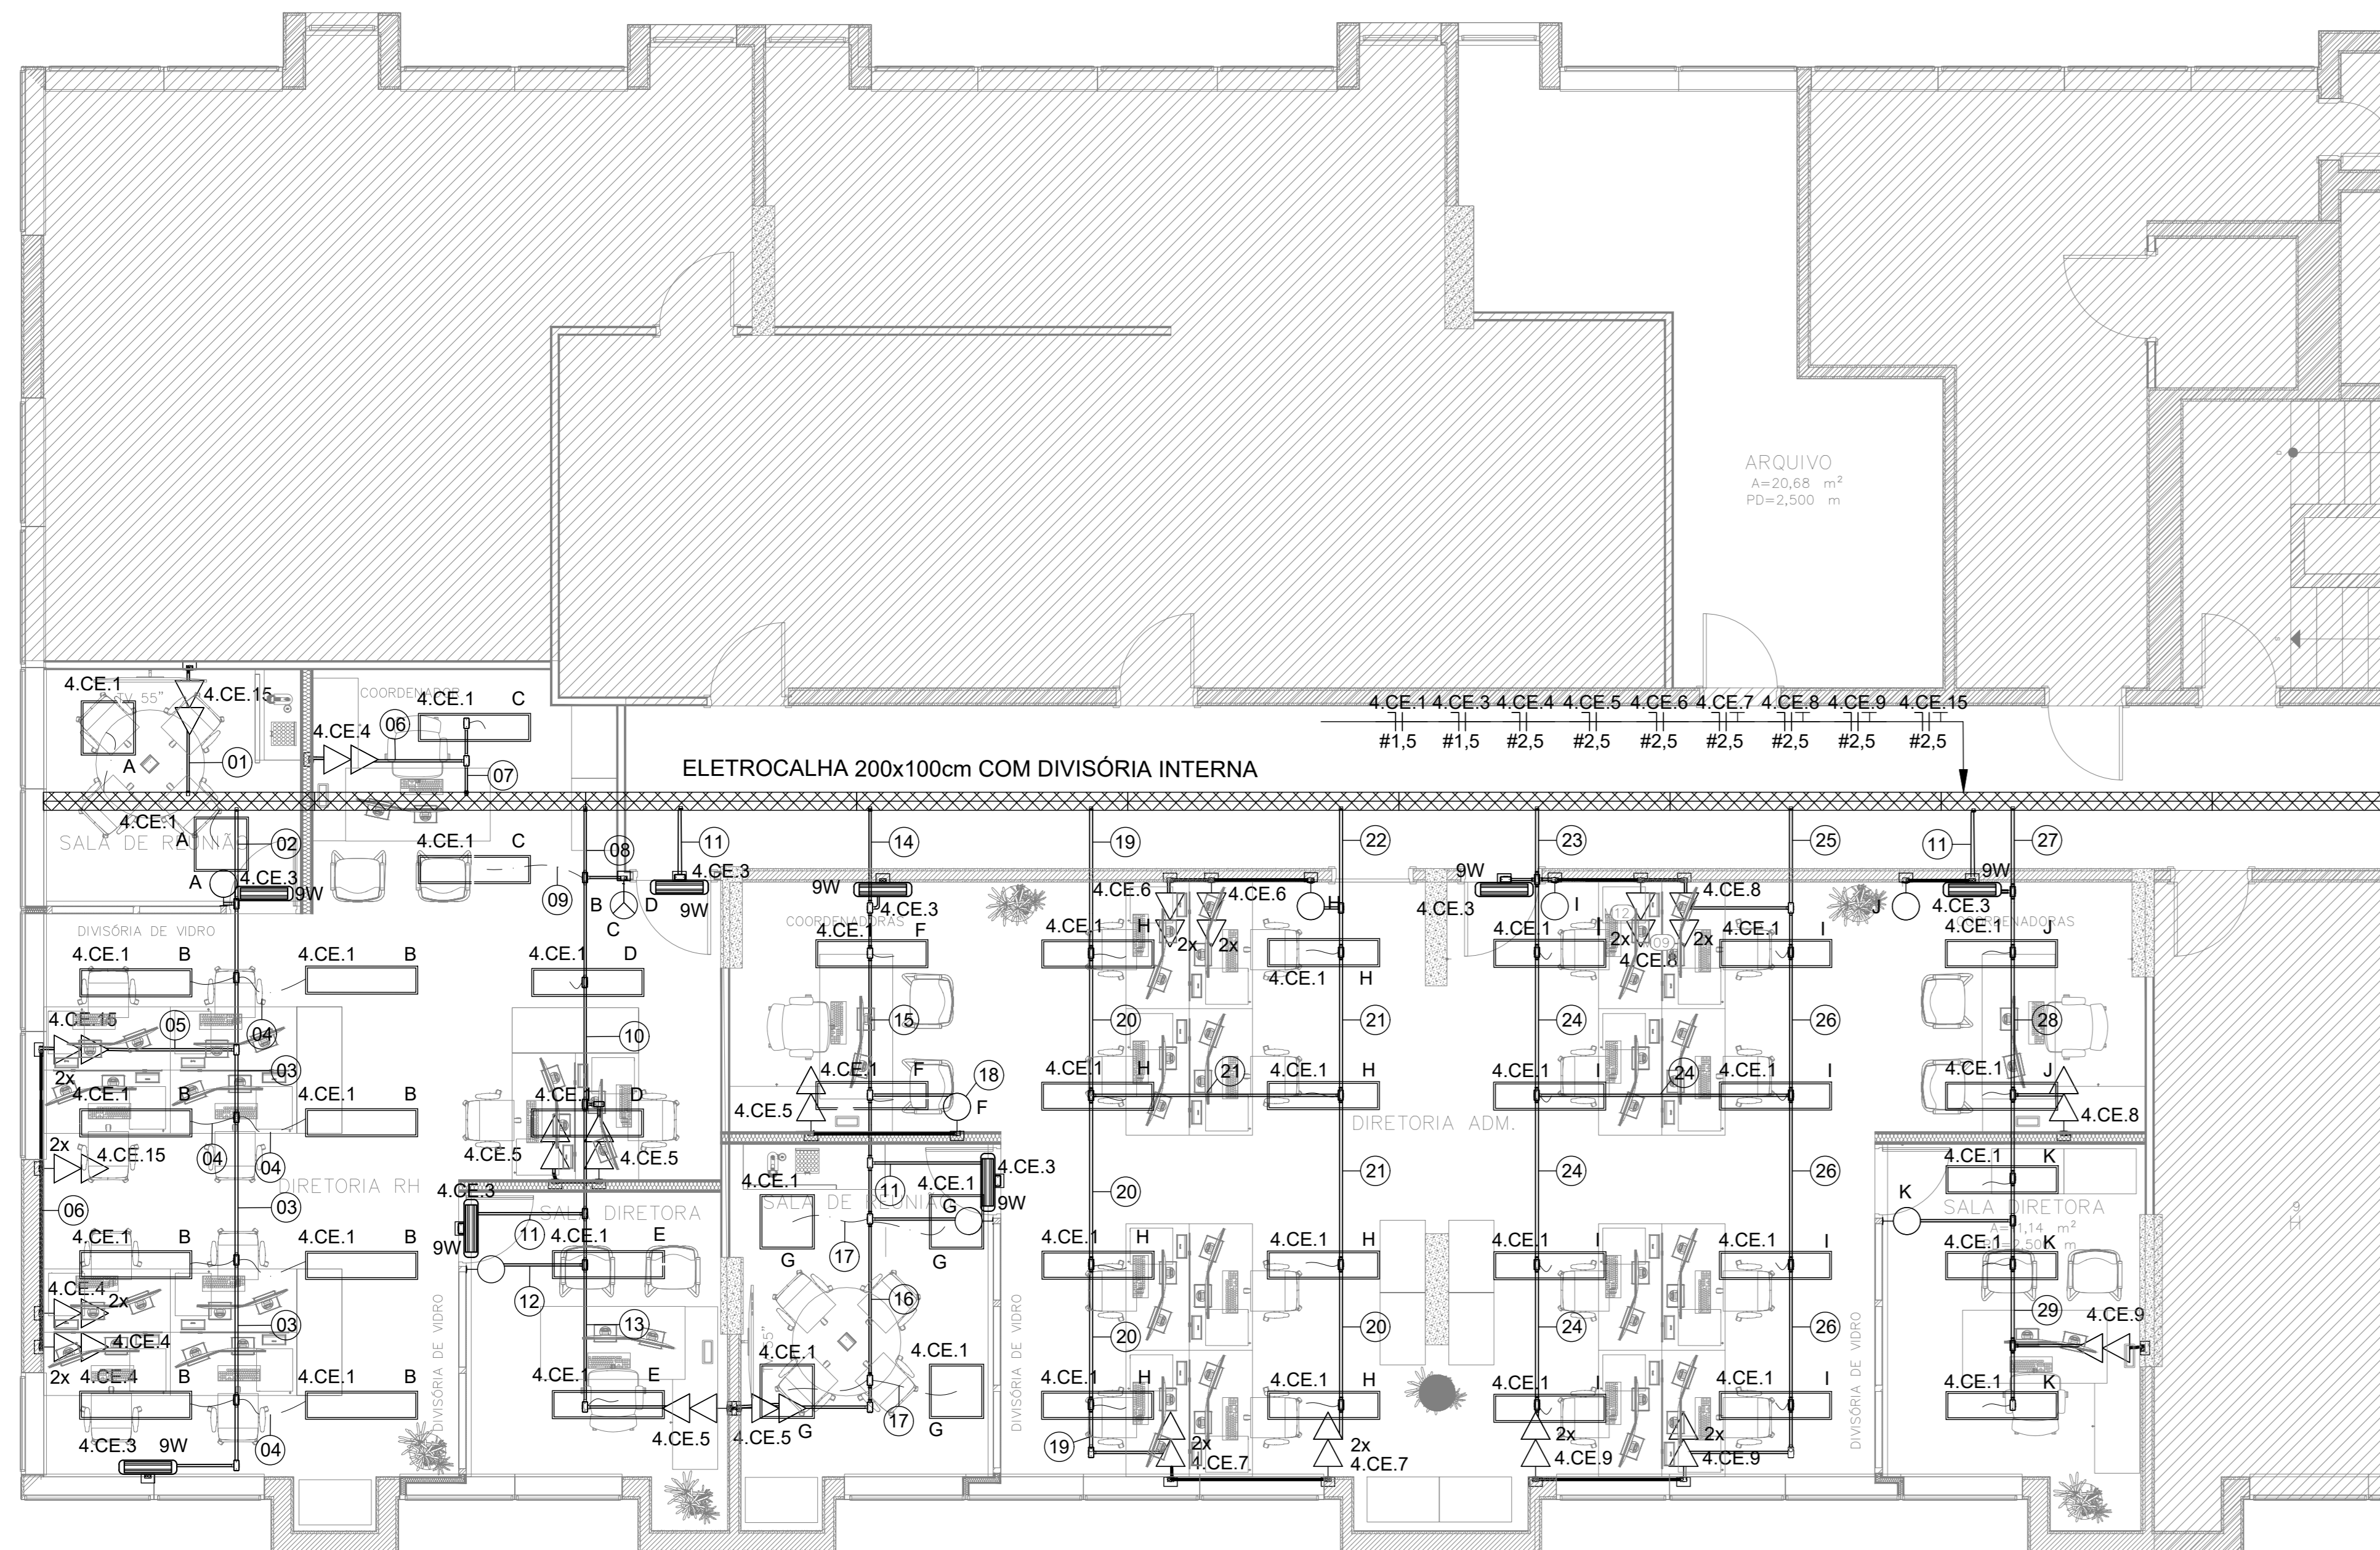 ARQUIVO
A=20,68 m²
PD=2,500 m
4.CE.1 4.CE.3 4.CE.4 4.CE.5 4.CE.6 4.CE.7 4.CE.8 4.CE.9 4.CE.15
#1,5 #1,5 #2,5 #2,5 #2,5 #2,5 #2,5 #2,5 #2,5
ELETROCALHA 200x100cm COM DIVISÓRIA INTERNA
4.CE.1
TV 55"
4.CE.15
A
01
COORDENADOR
4.CE.1 C
4.CE.4
06
07
4.CE.1
A
SALA DE REUNIÃO
02
4.CE.1 C
A
4.CE.3
9W
08
09
11
4.CE.3
9W
B D
C
14
19
22
23
25
11
27
DIVISÓRIA DE VIDRO
4.CE.1 B
4.CE.1 B
4.CE.1 D
04
4.CE.15
05
2x
03
10
4.CE.1 B
4.CE.1 B
4.CE.1 D
2x
4.CE.15
04
04
4.CE.5
4.CE.5
DIRETORIA RH
06
03
4.CE.3
9W
11
SALA DIRETORA
4.CE.1 B
4.CE.1 B
4.CE.1 E
12
4.CE.4
2x
4.CE.4
2x
03
13
DIVISÓRIA DE VIDRO
4.CE.4 B
4.CE.1 B
4.CE.1 E
04
4.CE.3
9W
4.CE.5
9W
4.CE.3
COORDENADORAS
4.CE.1 F
15
4.CE.1 F
18
F
4.CE.5
4.CE.3
9W
11
4.CE.1
4.CE.1
SALA DE REUNIÃO
G
G
G
17
16
4.CE.1
4.CE.1
17
4.CE.5
G
G
DIVISÓRIA DE VIDRO
4.CE.6
4.CE.6
H
4.CE.1 H
2x
2x
4.CE.1 H
20
21
4.CE.1 H
21
4.CE.1 H
DIRETORIA ADM.
20
21
4.CE.1 H
4.CE.1 H
20
20
4.CE.1 H
4.CE.1 H
19
2x
4.CE.7
2x
4.CE.7
9W
4.CE.3
I
12
4.CE.8
4.CE.1 I
2x
09
2x
4.CE.8
4.CE.1 I
24
26
4.CE.1 I
24
4.CE.1 I
24
26
4.CE.1 I
4.CE.1 I
24
26
4.CE.1 I
4.CE.1 I
2x
4.CE.9
2x
4.CE.9
DIVISÓRIA DE VIDRO
J
9W
4.CE.3
COORDENADORAS
4.CE.1 J
28
4.CE.1 J
4.CE.8
4.CE.1 K
K
SALA DIRETORA
4.CE.1 K
29
4.CE.9
4.CE.1 K